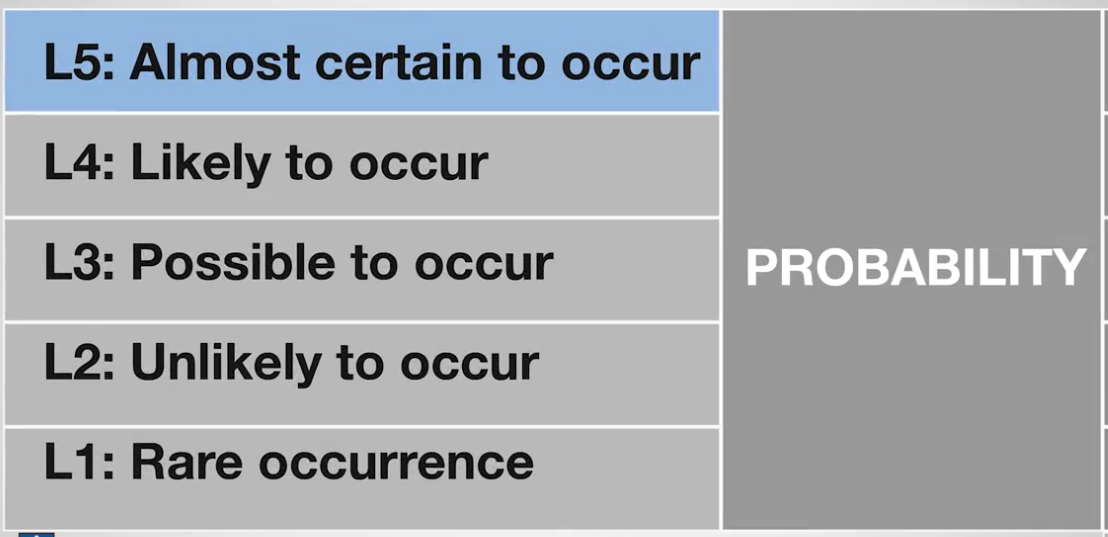 L5: Almost certain to occur
L4: Likely to occur
L3: Possible to occur
L2: Unlikely to occur
L1: Rare occurrence
PROBABILITY